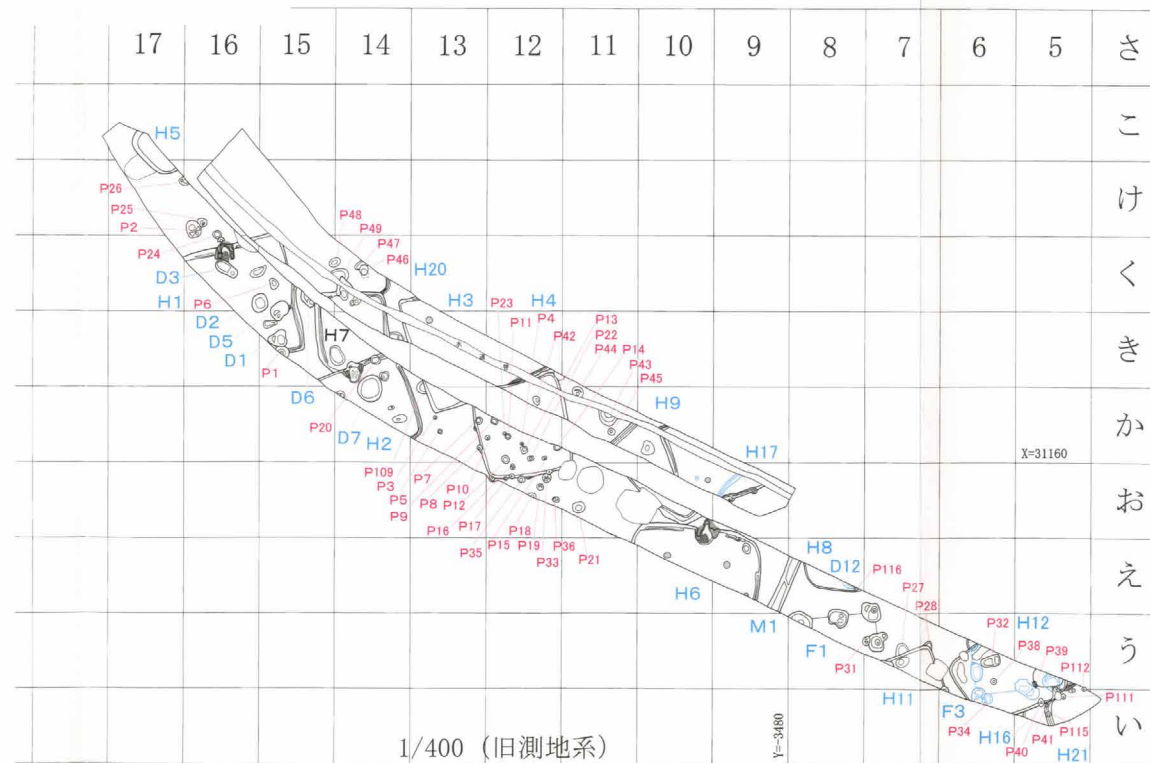 17 16 15 14 13 12 11 10 9 8 7 6 5 さ
H5 こ
P26 け
P25 P48
P2 P49
P24 P47
P46 H20
D3 く
H1 P6 H3 P23 H4 P13
D2 P11 P4 P22
D5 H7 P42 P44 P14 き
D1 P43
P1 P45
D6 H9
P20 か
D7 H2 H17
P109 X=31160
P3 P7 P10
P5 P8 P12 お
P9
P16 P17 P18 P36 P21
P35 P15 P19 H8
P33 D12 P116 え
H6 P27
M1 P28
F1 P32 H12
P31 P38 P39 う
P112
H11 F3 P111
P34 H16 P41 P115 い
P40 H21
1/400 (旧測地系) Y=-3480